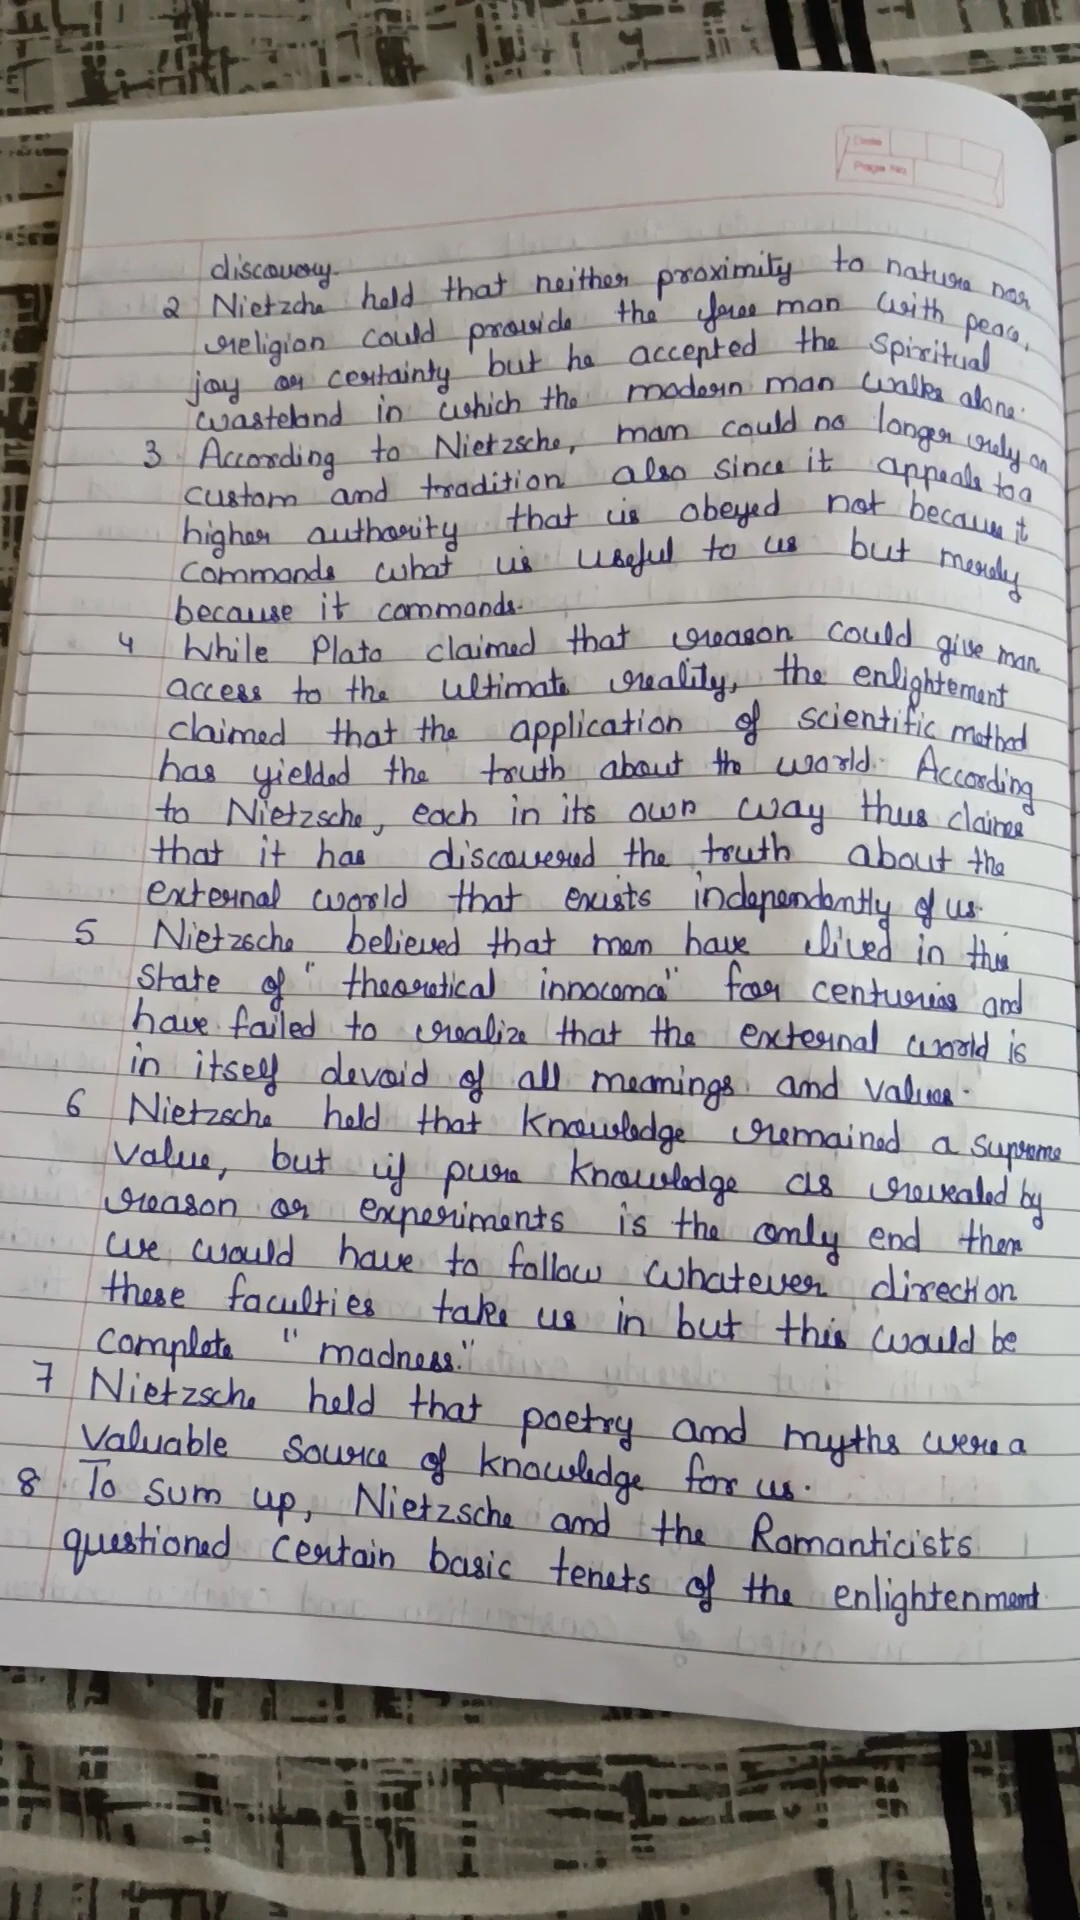 Date
Page No.
discovery.
2 Nietzche held that neither proximity to nature nor
religion could provide the free man with peace,
joy or certainty but he accepted the spiritual
wasteland in which the modern man walks alone.
3 According to Nietzsche, man could no longer rely on
custom and tradition also since it appeals to a
higher authority that is obeyed not because it
commands what is useful to us but merely
because it commands.
4 While Plato claimed that reason could give man
access to the ultimate reality, the enlightement
claimed that the application of scientific method
has yielded the truth about the world. According
to Nietzsche, each in its own way thus claims
that it has discovered the truth about the
external world that exists independently of us.
5 Nietzsche believed that men have lived in this
state of "theoretical innocence" for centuries and
have failed to realize that the external world is
in itself devoid of all meanings and values.
6 Nietzsche held that knowledge remained a supreme
value, but if pure knowledge as revealed by
reason or experiments is the only end then
we would have to follow whatever direction
these faculties take us in but this would be
complete "madness."
7 Nietzsche held that poetry and myths were a
valuable source of knowledge for us.
8 To sum up, Nietzsche and the Romanticists
questioned certain basic tenets of the enlightenment